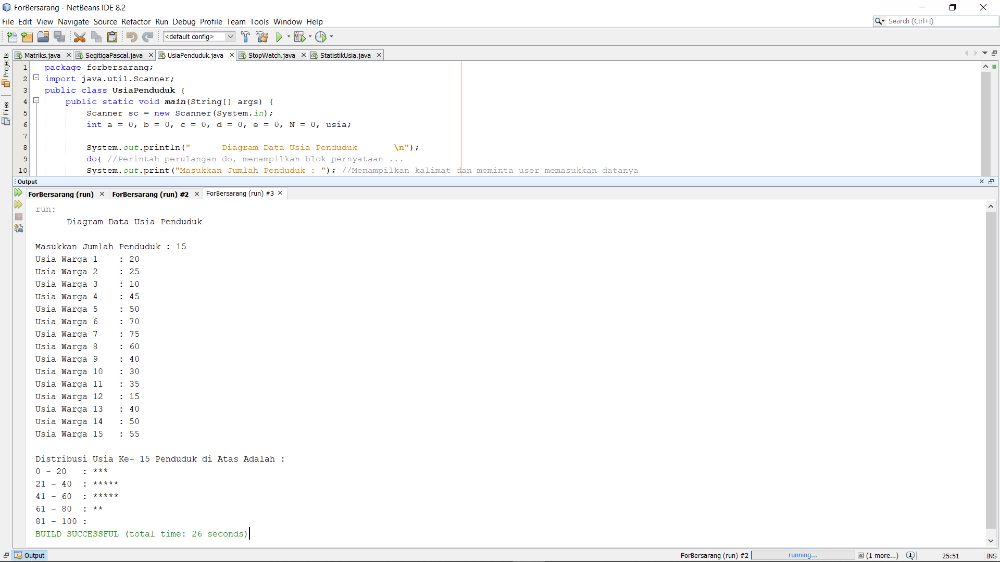 ForBersarang - NetBeans IDE 8.2
File Edit View Navigate Source Refactor Run Debug Profile Team Tools Window Help
Search (Ctrl+I)
<default config>
Matriks.java SegitigaPascal.java UsiaPenduduk.java StopWatch.java StatistikUsia.java
Projects
Files
1 package forbersarang;
2 import java.util.Scanner;
3 public class UsiaPenduduk {
4 public static void main(String[] args) {
5 Scanner sc = new Scanner(System.in);
6 int a = 0, b = 0, c = 0, d = 0, e = 0, N = 0, usia;
7
8 System.out.println("      Diagram Data Usia Penduduk       \n");
9 do{ //Perintah perulangan do, menampilkan blok pernyataan ...
10 System.out.print("Masukkan Jumlah Penduduk : "); //Menampilkan kalimat dan meminta user memasukkan datanya
Output
ForBersarang (run) ForBersarang (run) #2 ForBersarang (run) #3
run:
Diagram Data Usia Penduduk
Masukkan Jumlah Penduduk : 15
Usia Warga 1    : 20
Usia Warga 2    : 25
Usia Warga 3    : 10
Usia Warga 4    : 45
Usia Warga 5    : 50
Usia Warga 6    : 70
Usia Warga 7    : 75
Usia Warga 8    : 60
Usia Warga 9    : 40
Usia Warga 10   : 30
Usia Warga 11   : 35
Usia Warga 12   : 15
Usia Warga 13   : 40
Usia Warga 14   : 50
Usia Warga 15   : 55
Distribusi Usia Ke- 15 Penduduk di Atas Adalah :
0 - 20   : ***
21 - 40  : *****
41 - 60  : *****
61 - 80  : **
81 - 100 :
BUILD SUCCESSFUL (total time: 26 seconds)
Output
ForBersarang (run) #2 running... (1 more...) 25:51 INS